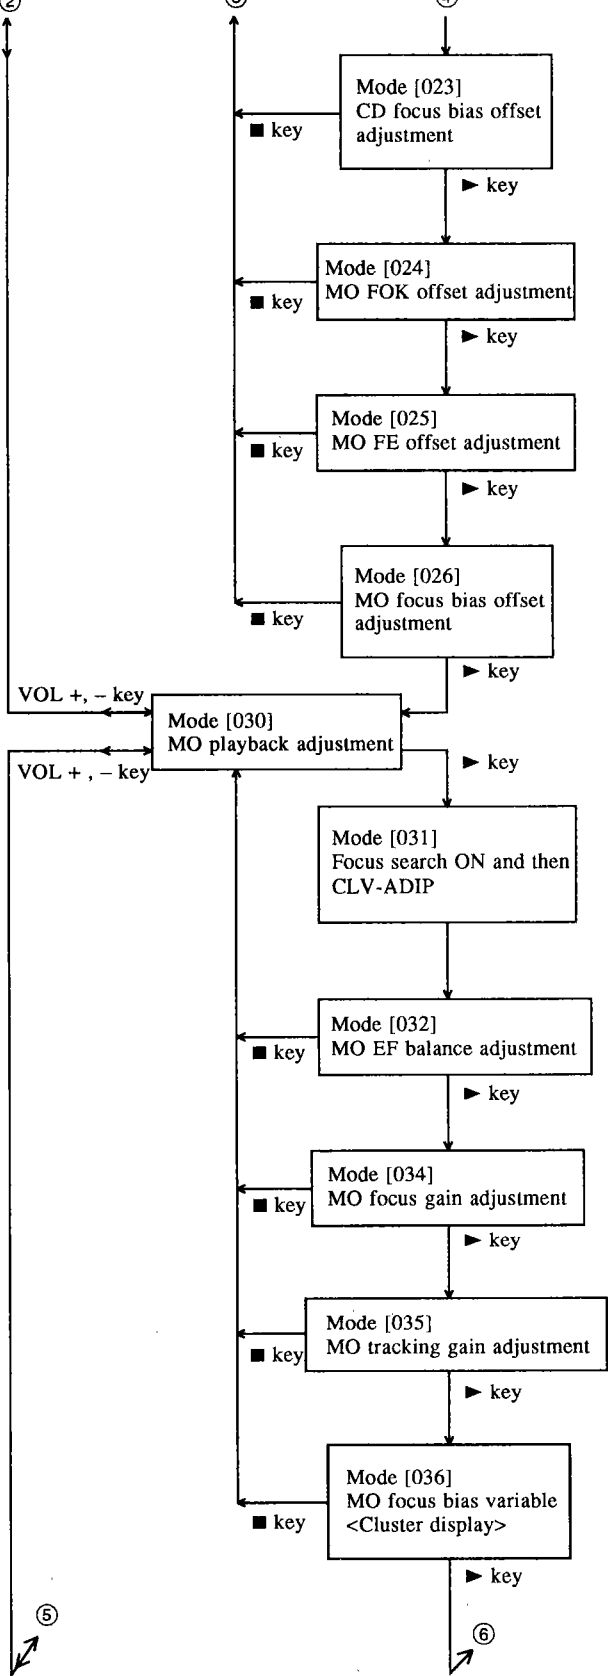 ② ③ ④
Mode [023]
CD focus bias offset
adjustment
■ key
► key
Mode [024]
MO FOK offset adjustment
■ key
► key
Mode [025]
MO FE offset adjustment
■ key
► key
Mode [026]
MO focus bias offset
adjustment
■ key
► key
VOL +, – key
Mode [030]
MO playback adjustment
VOL + , – key
► key
Mode [031]
Focus search ON and then
CLV-ADIP
Mode [032]
MO EF balance adjustment
■ key
► key
Mode [034]
MO focus gain adjustment
■ key
► key
Mode [035]
MO tracking gain adjustment
■ key
► key
Mode [036]
MO focus bias variable
<Cluster display>
■ key
► key
⑤
⑥